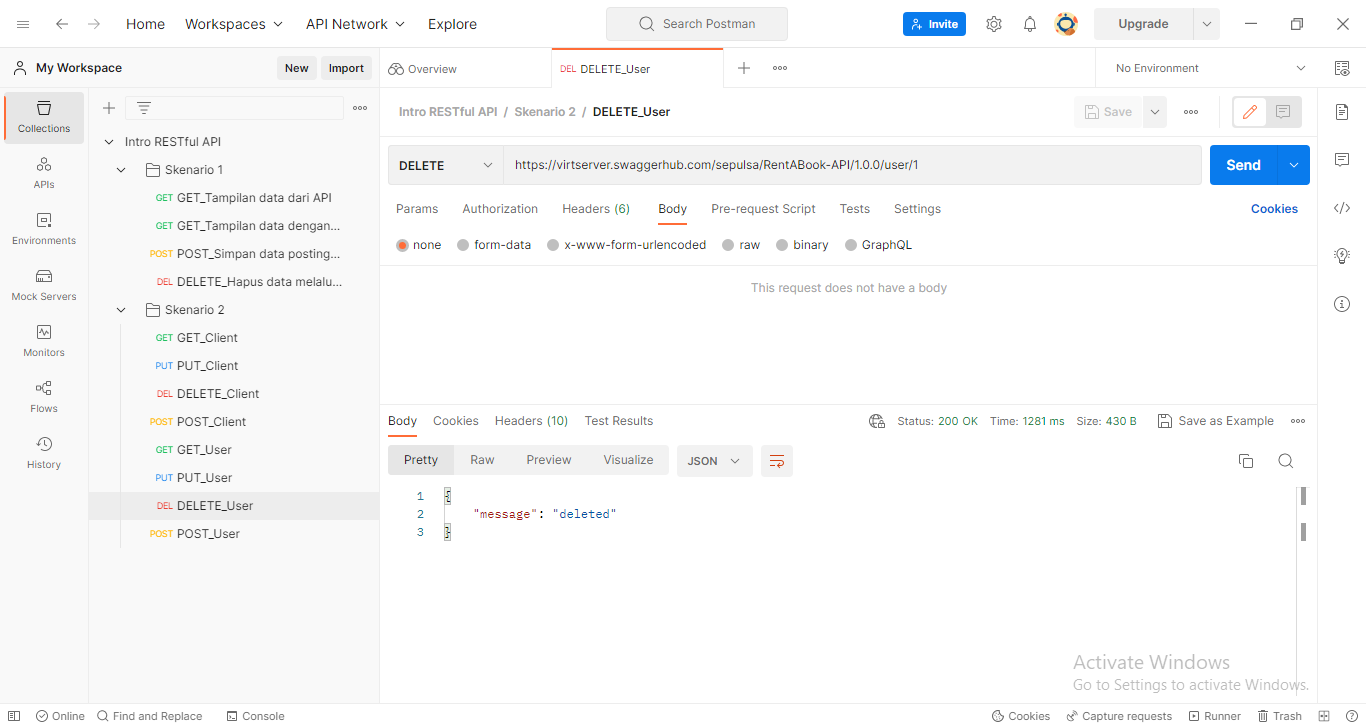 Home Workspaces API Network Explore Search Postman Invite Upgrade
My Workspace New Import Overview DEL DELETE_User No Environment
Collections
APIs
Environments
Mock Servers
Monitors
Flows
History
Intro RESTful API
Skenario 1
GET GET_Tampilan data dari API
GET GET_Tampilan data dengan...
POST POST_Simpan data posting...
DEL DELETE_Hapus data melalu...
Skenario 2
GET GET_Client
PUT PUT_Client
DEL DELETE_Client
POST POST_Client
GET GET_User
PUT PUT_User
DEL DELETE_User
POST POST_User
Intro RESTful API / Skenario 2 / DELETE_User Save
DELETE https://virtserver.swaggerhub.com/sepulsa/RentABook-API/1.0.0/user/1 Send
Params Authorization Headers (6) Body Pre-request Script Tests Settings Cookies
none form-data x-www-form-urlencoded raw binary GraphQL
This request does not have a body
Body Cookies Headers (10) Test Results Status: 200 OK Time: 1281 ms Size: 430 B Save as Example
Pretty Raw Preview Visualize JSON
1 {
2 "message": "deleted"
3 }
Activate Windows
Go to Settings to activate Windows.
Online Find and Replace Console Cookies Capture requests Runner Trash